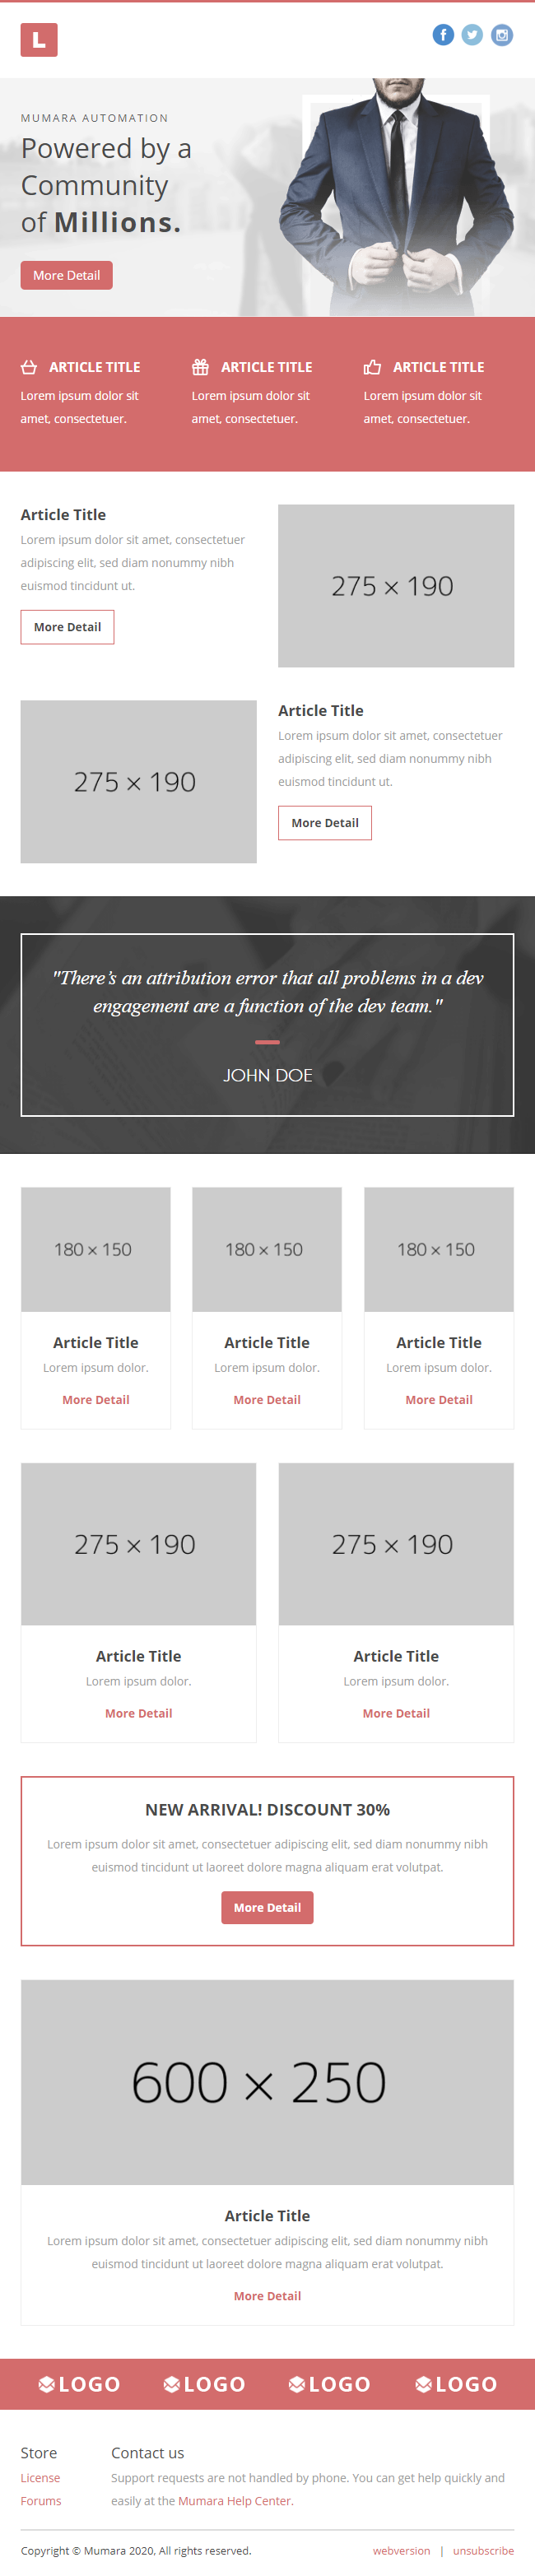 L
MUMARA AUTOMATION
Powered by a
Community
of Millions.
More Detail
ARTICLE TITLE
Lorem ipsum dolor sit
amet, consectetuer.
ARTICLE TITLE
Lorem ipsum dolor sit
amet, consectetuer.
ARTICLE TITLE
Lorem ipsum dolor sit
amet, consectetuer.
Article Title
Lorem ipsum dolor sit amet, consectetuer
adipiscing elit, sed diam nonummy nibh
euismod tincidunt ut.
More Detail
275 × 190
275 × 190
Article Title
Lorem ipsum dolor sit amet, consectetuer
adipiscing elit, sed diam nonummy nibh
euismod tincidunt ut.
More Detail
"There’s an attribution error that all problems in a dev
engagement are a function of the dev team."
JOHN DOE
180 × 150
Article Title
Lorem ipsum dolor.
More Detail
180 × 150
Article Title
Lorem ipsum dolor.
More Detail
180 × 150
Article Title
Lorem ipsum dolor.
More Detail
275 × 190
Article Title
Lorem ipsum dolor.
More Detail
275 × 190
Article Title
Lorem ipsum dolor.
More Detail
NEW ARRIVAL! DISCOUNT 30%
Lorem ipsum dolor sit amet, consectetuer adipiscing elit, sed diam nonummy nibh
euismod tincidunt ut laoreet dolore magna aliquam erat volutpat.
More Detail
600 × 250
Article Title
Lorem ipsum dolor sit amet, consectetuer adipiscing elit, sed diam nonummy nibh
euismod tincidunt ut laoreet dolore magna aliquam erat volutpat.
More Detail
LOGO LOGO LOGO LOGO
Store
License
Forums
Contact us
Support requests are not handled by phone. You can get help quickly and
easily at the Mumara Help Center.
Copyright © Mumara 2020, All rights reserved.
webversion | unsubscribe